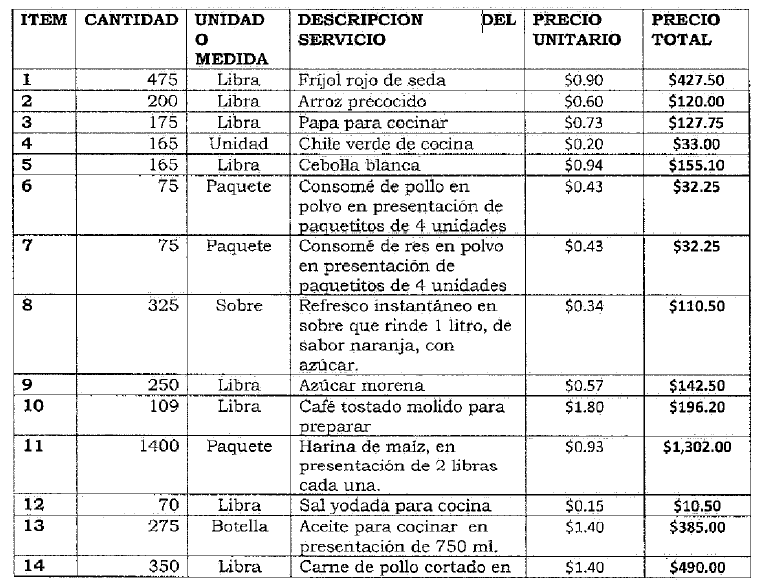 ITEM CANTIDAD UNIDAD O MEDIDA DESCRIPCION DEL SERVICIO PRECIO UNITARIO PRECIO TOTAL
1 475 Libra Fríjol rojo de seda $0.90 $427.50
2 200 Libra Arroz precocido $0.60 $120.00
3 175 Libra Papa para cocinar $0.73 $127.75
4 165 Unidad Chile verde de cocina $0.20 $33.00
5 165 Libra Cebolla blanca $0.94 $155.10
6 75 Paquete Consomé de pollo en $0.43 $32.25
polvo en presentación de
paquetitos de 4 unidades
7 75 Paquete Consomé de res en polvo $0.43 $32.25
en presentación de
paquetitos de 4 unidades
8 325 Sobre Refresco instantáneo en $0.34 $110.50
sobre que rinde 1 litro, de
sabor naranja, con
azúcar.
9 250 Libra Azúcar morena $0.57 $142.50
10 109 Libra Café tostado molido para $1.80 $196.20
preparar
11 1400 Paquete Harina de maíz, en $0.93 $1,302.00
presentación de 2 libras
cada una.
12 70 Libra Sal yodada para cocina $0.15 $10.50
13 275 Botella Aceite para cocinar en $1.40 $385.00
presentación de 750 ml.
14 350 Libra Carne de pollo cortado en $1.40 $490.00